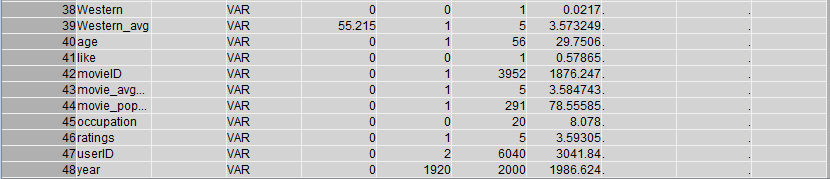 38 Western VAR 0 0 1 0.0217. .
39 Western_avg VAR 55.215 1 5 3.573249. .
40 age VAR 0 1 56 29.7506. .
41 like VAR 0 0 1 0.57865. .
42 movieID VAR 0 1 3952 1876.247. .
43 movie_avg... VAR 0 1 5 3.584743. .
44 movie_pop... VAR 0 1 291 78.55585. .
45 occupation VAR 0 0 20 8.078. .
46 ratings VAR 0 1 5 3.59305. .
47 userID VAR 0 2 6040 3041.84. .
48 year VAR 0 1920 2000 1986.624. .